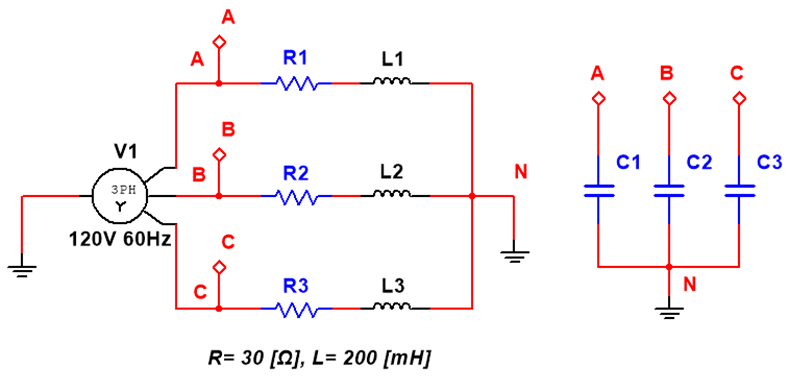 A
A R1 L1
V1
3PH
Y
120V 60Hz
B
B R2 L2
N
C
C R3 L3
A B C
C1 C2 C3
N
R= 30 [Ω], L= 200 [mH]